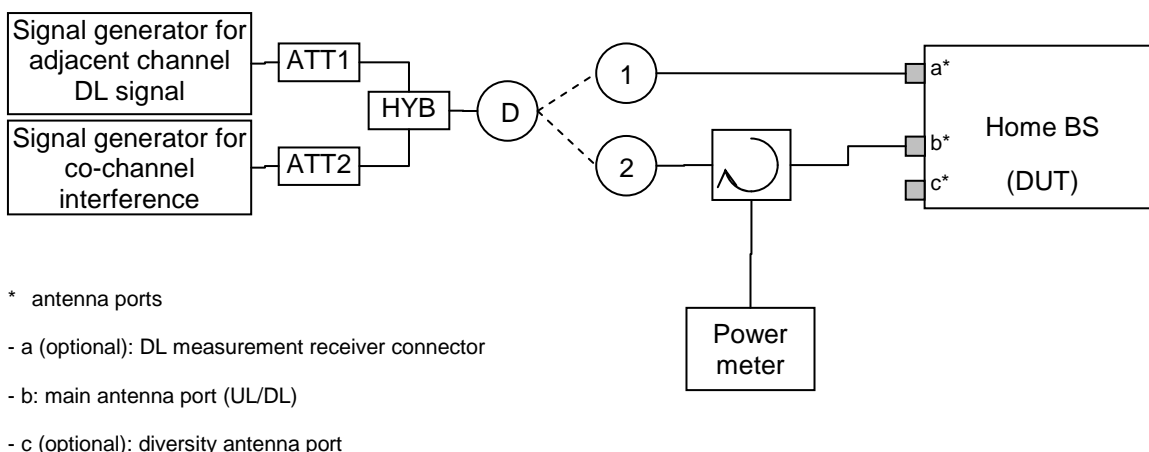 Signal generator for
adjacent channel
DL signal
ATT1
HYB
Signal generator for
co-channel
interference
ATT2
D
1
2
a*
b*
c*
Home BS
(DUT)
Power
meter
* antenna ports
- a (optional): DL measurement receiver connector
- b: main antenna port (UL/DL)
- c (optional): diversity antenna port